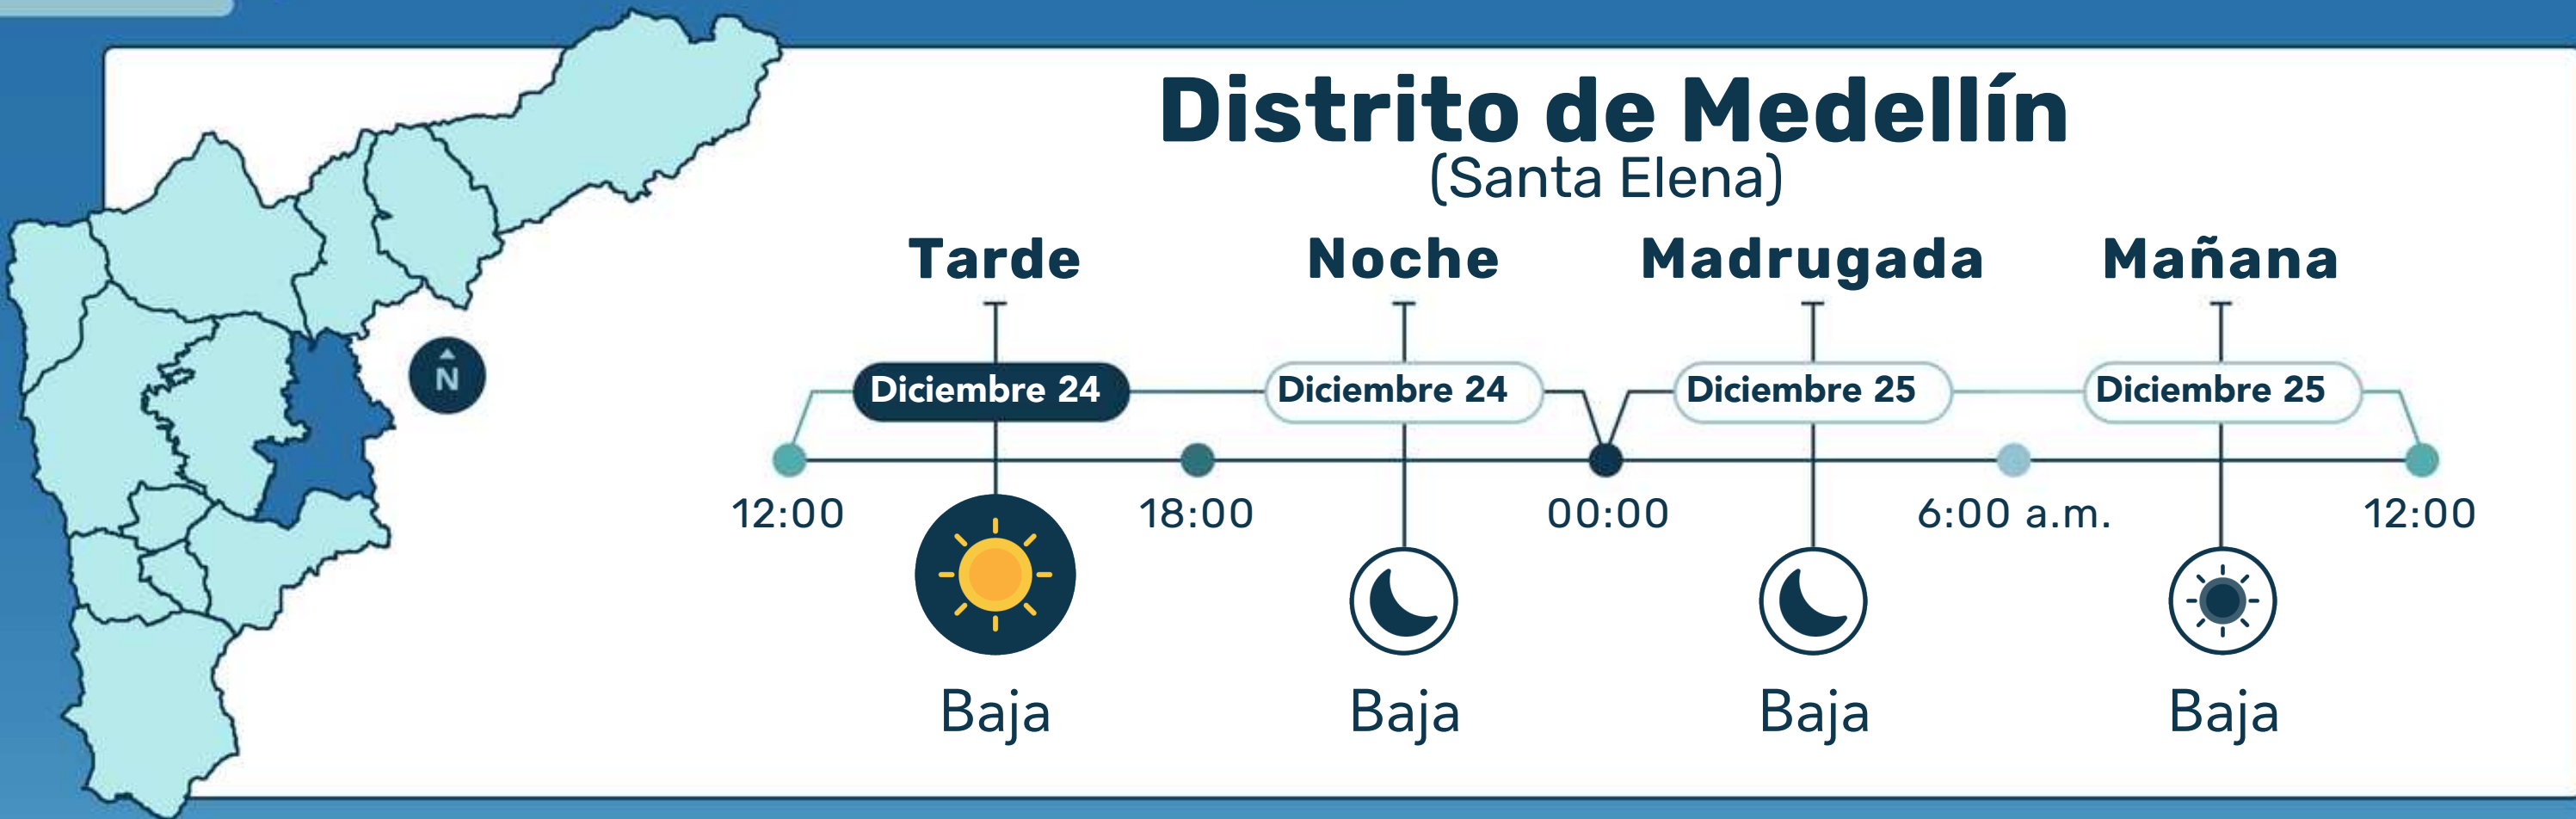 Distrito de Medellín
(Santa Elena)
Tarde Noche Madrugada Mañana
N
Diciembre 24 Diciembre 24 Diciembre 25 Diciembre 25
12:00 18:00 00:00 6:00 a.m. 12:00
Baja Baja Baja Baja